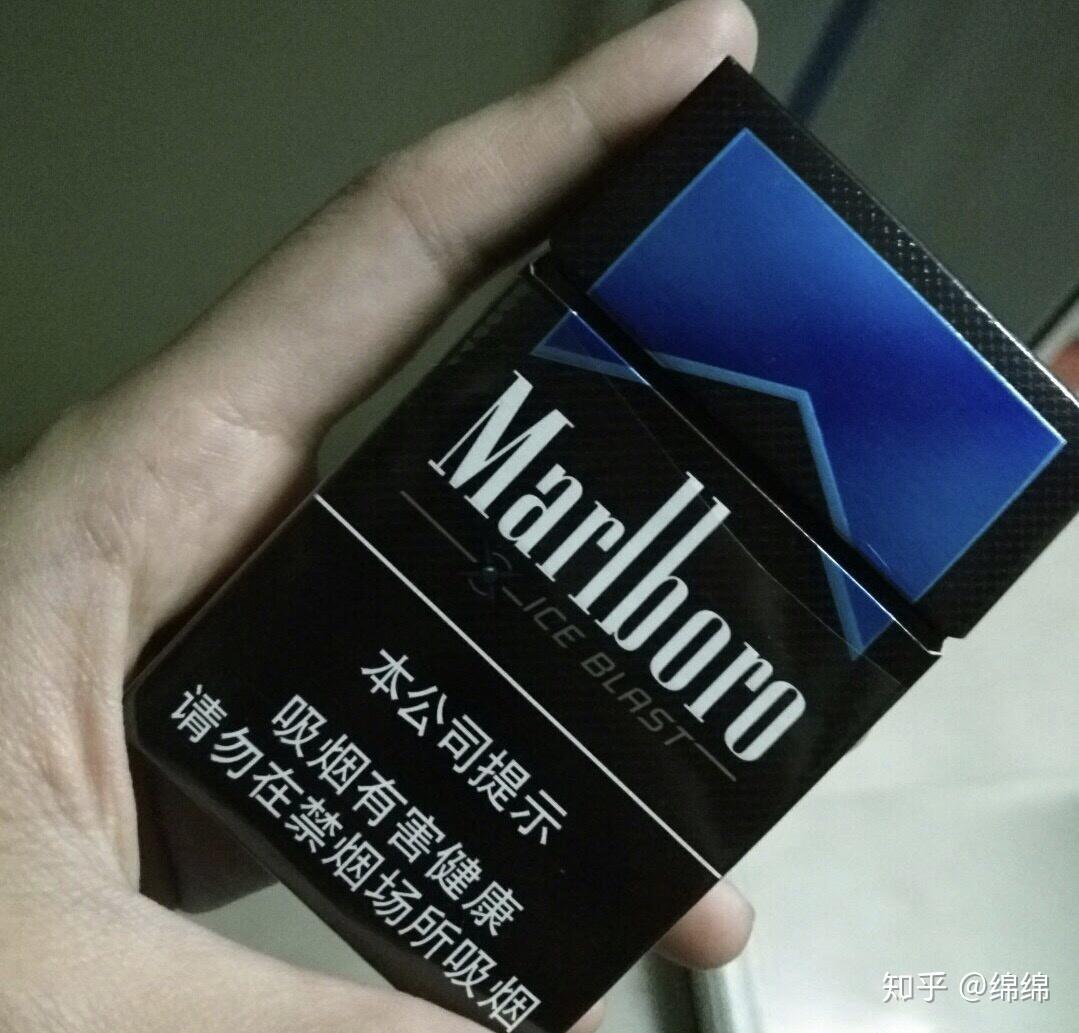 Marlboro
ICE BLAST
本公司提示
吸烟有害健康
请勿在禁烟场所吸烟
知乎 @绵绵